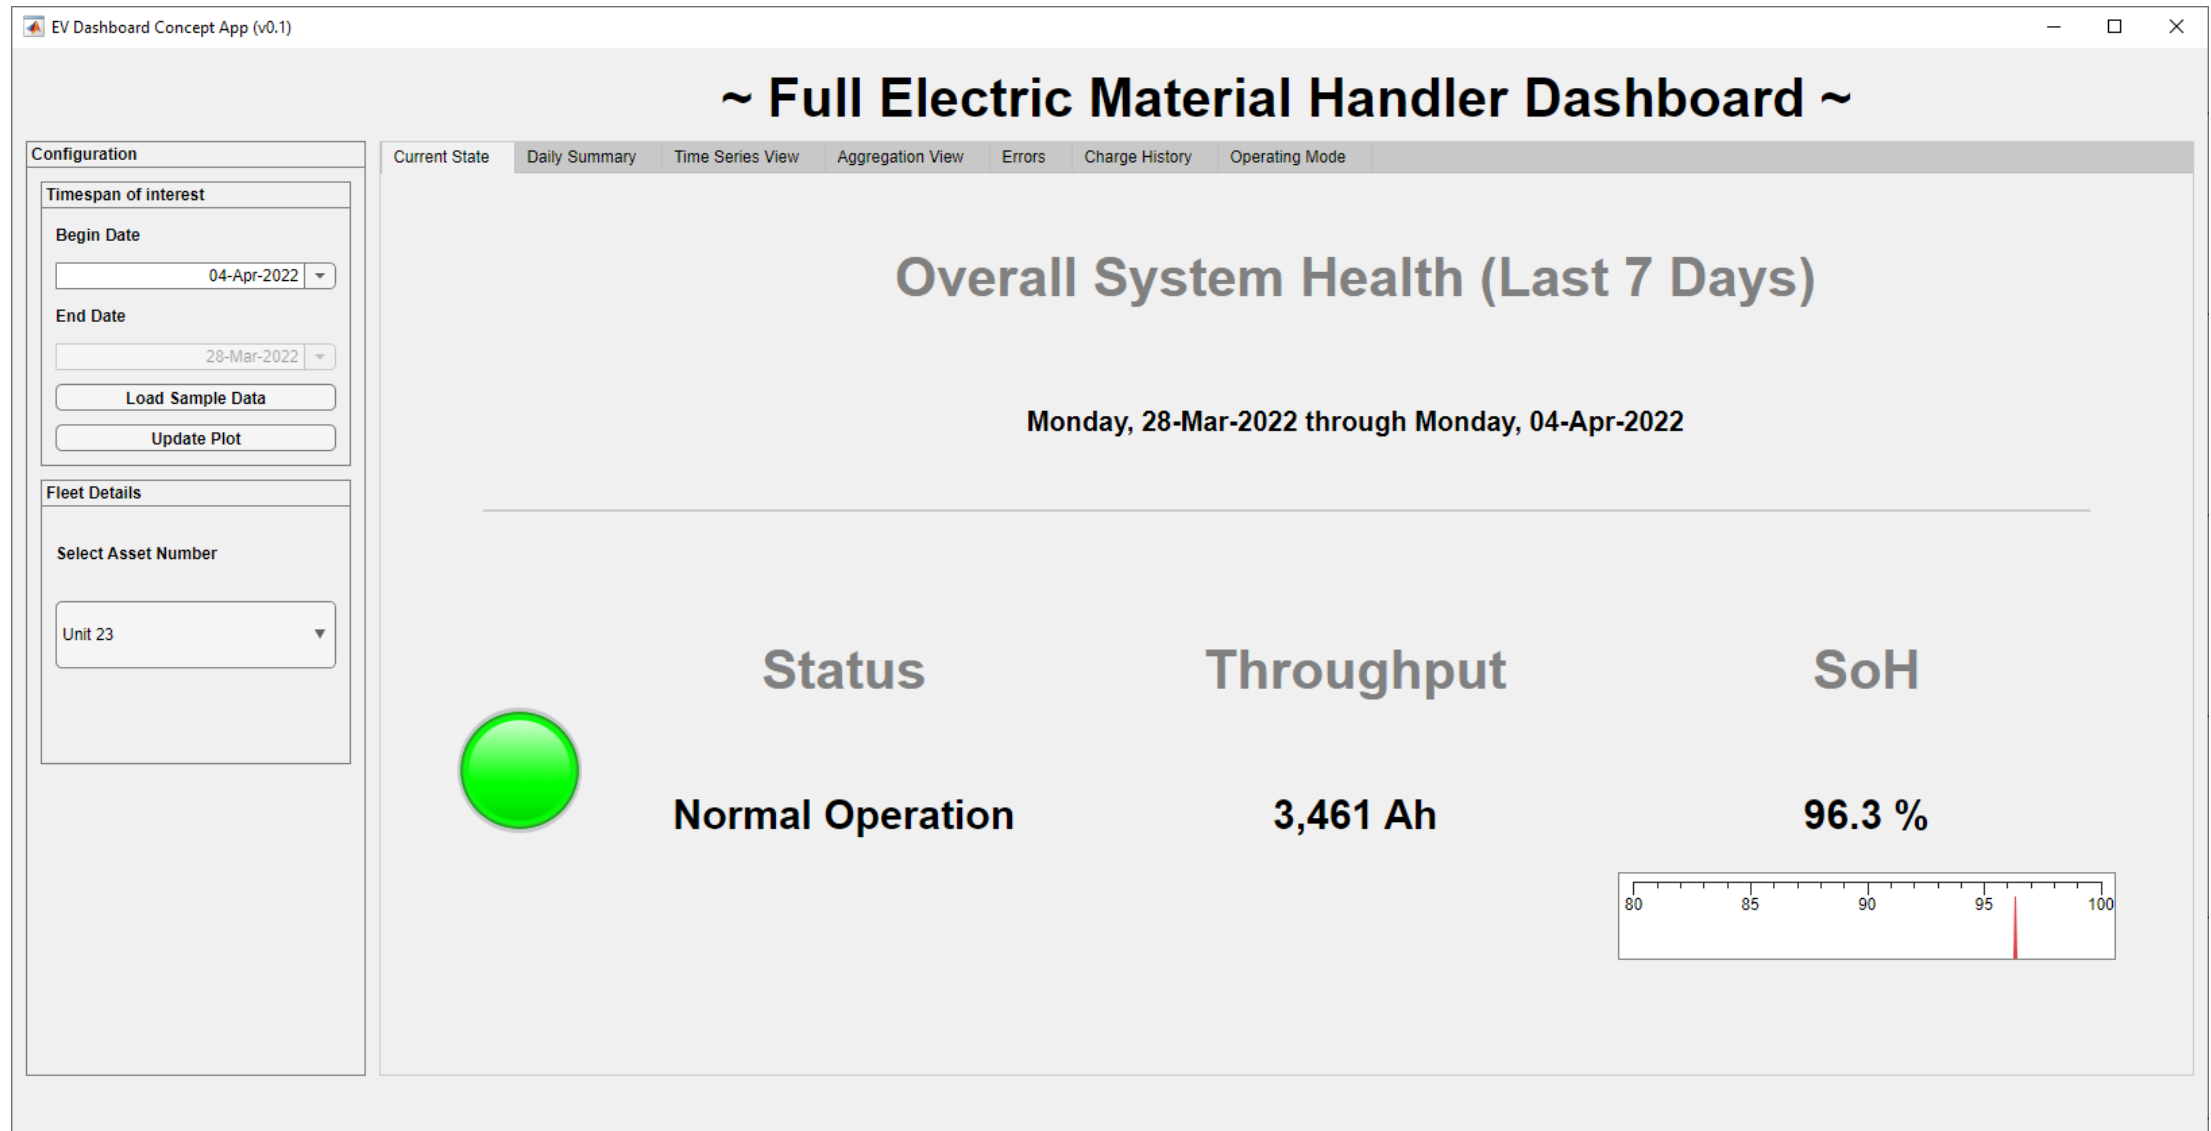 EV Dashboard Concept App (v0.1)
~ Full Electric Material Handler Dashboard ~
Configuration
Timespan of interest
Begin Date
04-Apr-2022
End Date
28-Mar-2022
Load Sample Data
Update Plot
Fleet Details
Select Asset Number
Unit 23
Current State Daily Summary Time Series View Aggregation View Errors Charge History Operating Mode
Overall System Health (Last 7 Days)
Monday, 28-Mar-2022 through Monday, 04-Apr-2022
Status Throughput SoH
Normal Operation 3,461 Ah 96.3 %
80 85 90 95 100